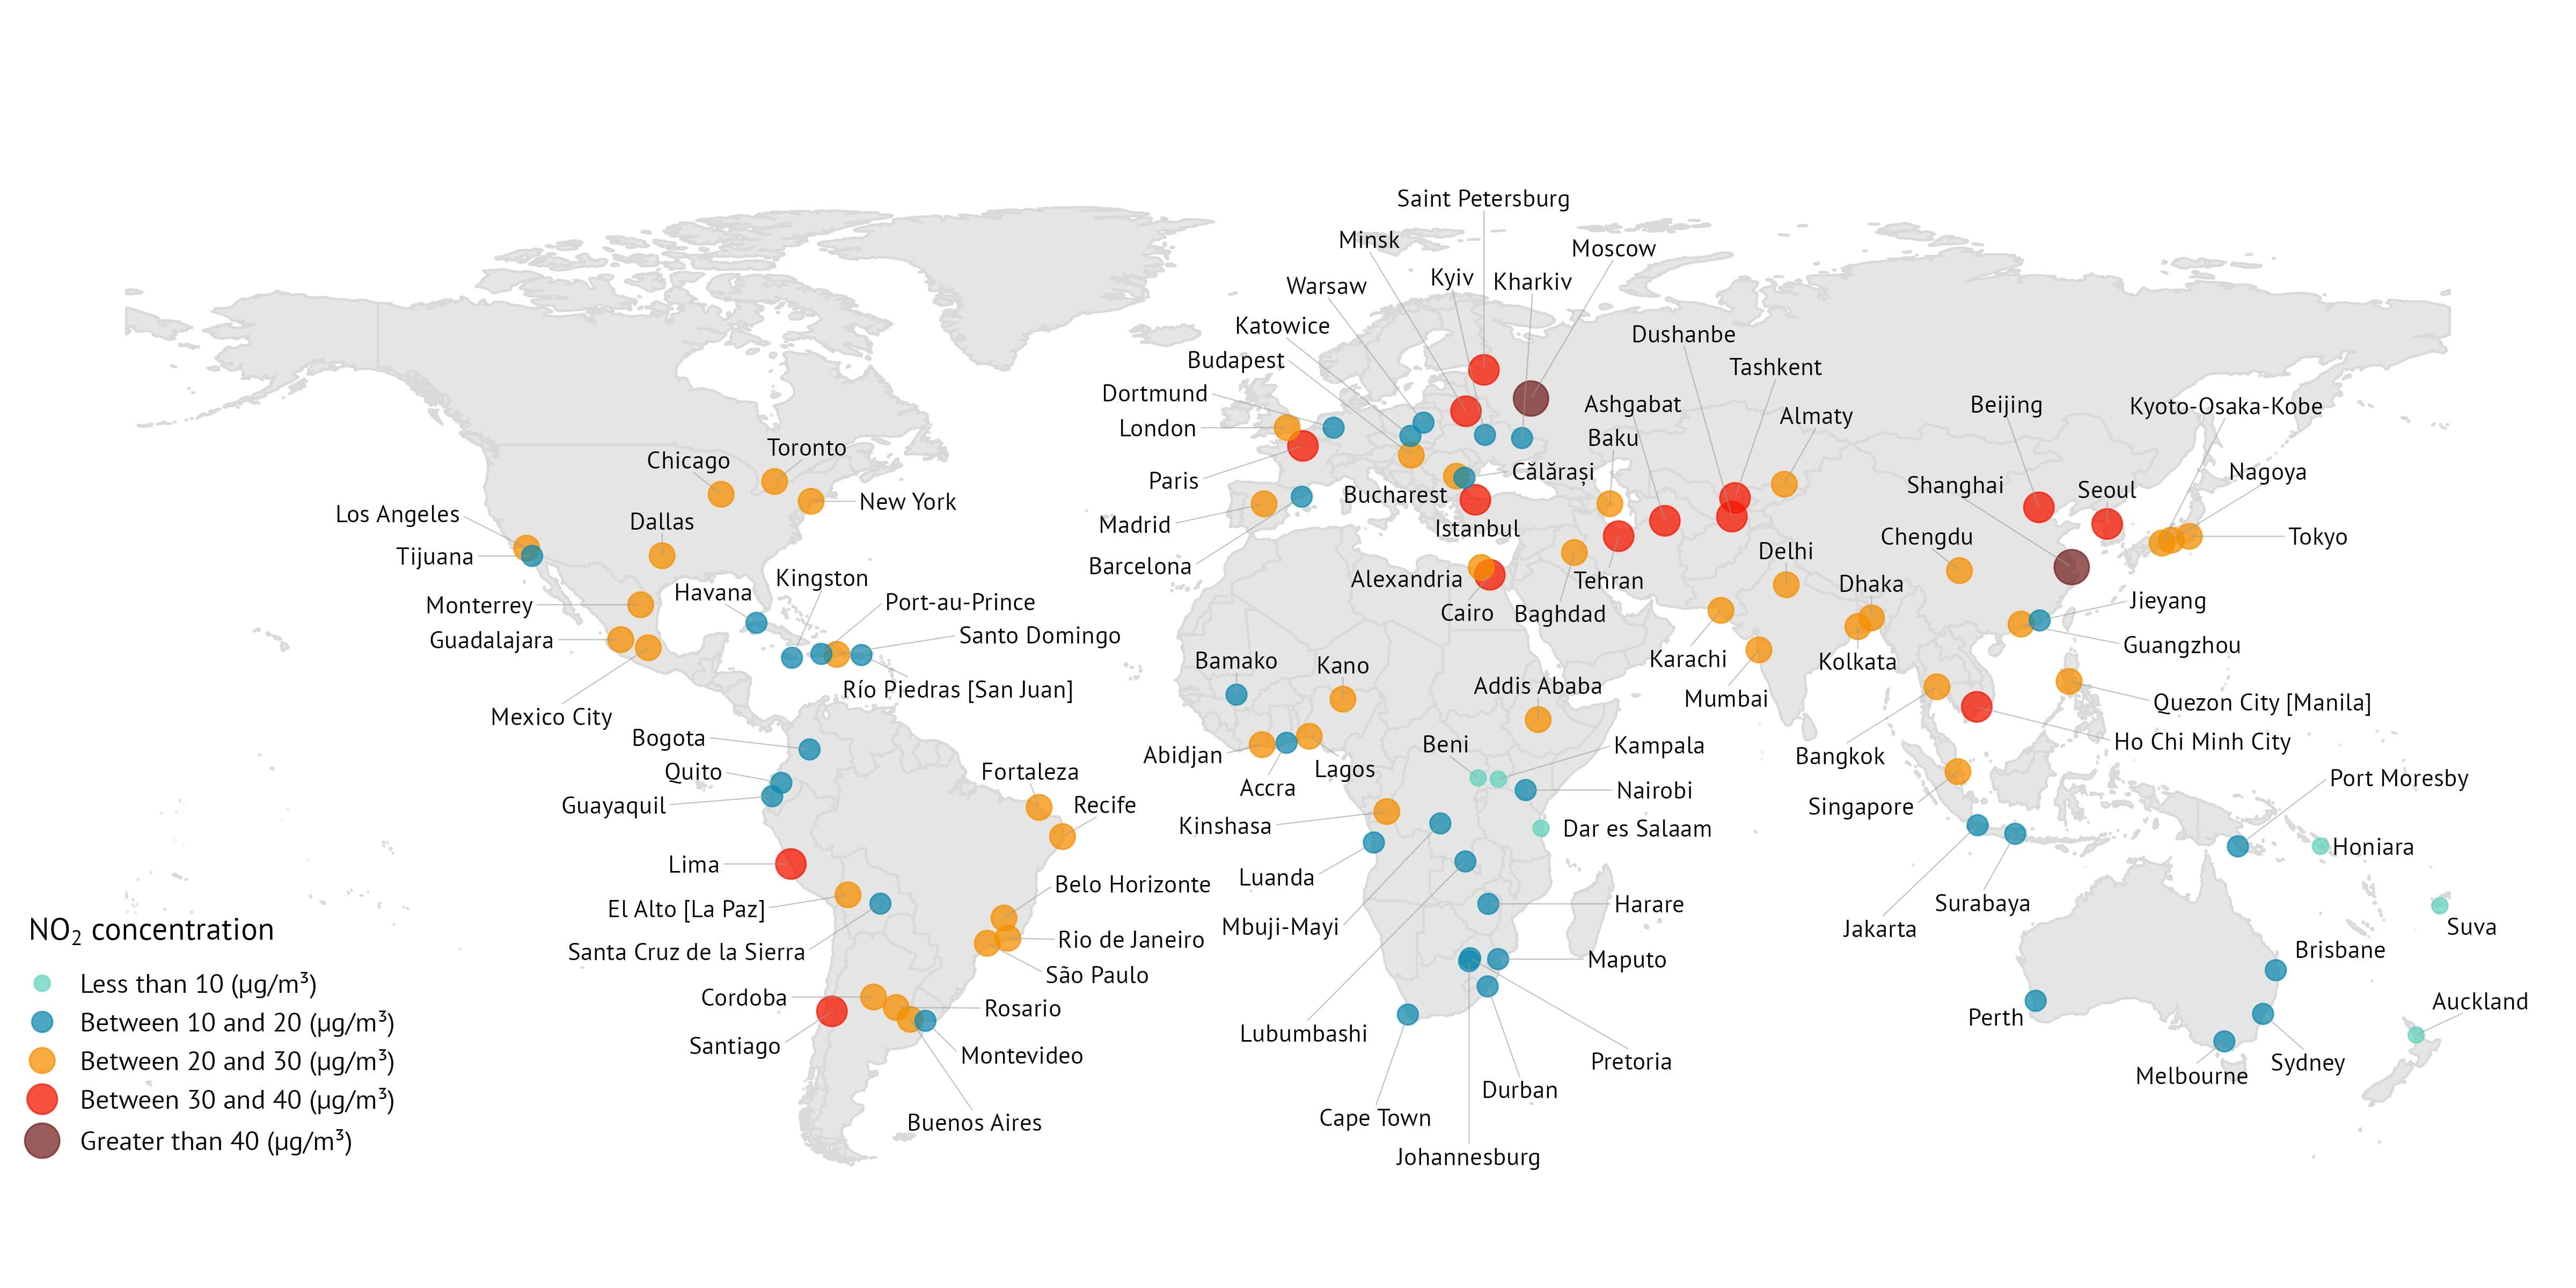 Saint Petersburg
Minsk
Moscow
Kyiv
Kharkiv
Warsaw
Katowice
Dushanbe
Budapest
Tashkent
Dortmund
Ashgabat
Almaty
Beijing
Kyoto-Osaka-Kobe
London
Baku
Chicago
Toronto
Paris
Călărași
Nagoya
Bucharest
Shanghai
Seoul
New York
Los Angeles
Dallas
Madrid
Istanbul
Chengdu
Tokyo
Tijuana
Barcelona
Delhi
Kingston
Alexandria
Tehran
Dhaka
Havana
Port-au-Prince
Monterrey
Cairo
Baghdad
Jieyang
Guadalajara
Santo Domingo
Guangzhou
Bamako
Kano
Karachi
Kolkata
Río Piedras [San Juan]
Addis Ababa
Mumbai
Quezon City [Manila]
Mexico City
Bogota
Beni
Kampala
Ho Chi Minh City
Abidjan
Bangkok
Quito
Fortaleza
Lagos
Port Moresby
Accra
Nairobi
Guayaquil
Recife
Singapore
Kinshasa
Dar es Salaam
Honiara
Lima
Luanda
Belo Horizonte
Harare
Surabaya
El Alto [La Paz]
Mbuji-Mayi
Jakarta
Suva
Rio de Janeiro
Santa Cruz de la Sierra
Brisbane
São Paulo
Maputo
Cordoba
Rosario
Auckland
Perth
Lubumbashi
Santiago
Montevideo
Pretoria
Sydney
Melbourne
Durban
Buenos Aires
Cape Town
Johannesburg
NO₂ concentration
Less than 10 (µg/m³)
Between 10 and 20 (µg/m³)
Between 20 and 30 (µg/m³)
Between 30 and 40 (µg/m³)
Greater than 40 (µg/m³)